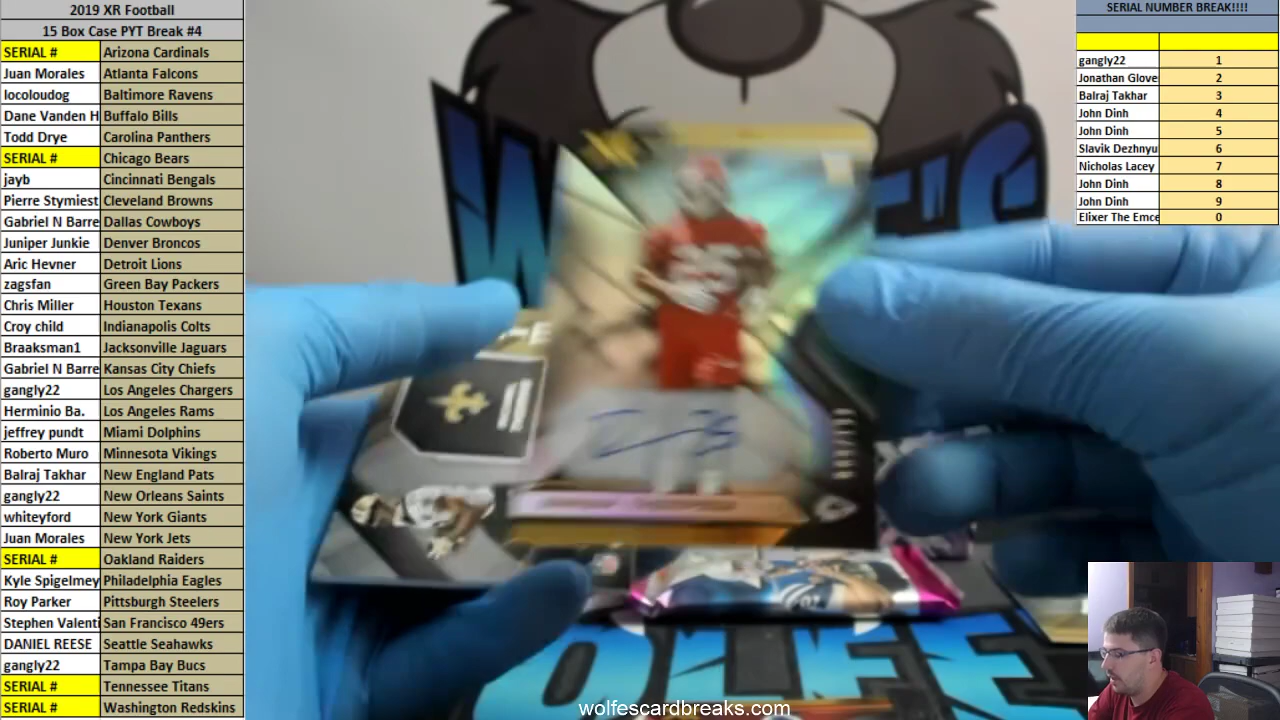 2019 XR Football
15 Box Case PYT Break #4
SERIAL # Arizona Cardinals
Juan Morales Atlanta Falcons
locoloudog Baltimore Ravens
Dane Vanden H Buffalo Bills
Todd Drye Carolina Panthers
SERIAL # Chicago Bears
jayb Cincinnati Bengals
Pierre Stymiest Cleveland Browns
Gabriel N Barre Dallas Cowboys
Juniper Junkie Denver Broncos
Aric Hevner Detroit Lions
zagsfan Green Bay Packers
Chris Miller Houston Texans
Croy child Indianapolis Colts
Braaksman1 Jacksonville Jaguars
Gabriel N Barre Kansas City Chiefs
gangly22 Los Angeles Chargers
Herminio Ba. Los Angeles Rams
jeffrey pundt Miami Dolphins
Roberto Muro Minnesota Vikings
Balraj Takhar New England Pats
gangly22 New Orleans Saints
whiteyford New York Giants
Juan Morales New York Jets
SERIAL # Oakland Raiders
Kyle Spigelmey Philadelphia Eagles
Roy Parker Pittsburgh Steelers
Stephen Valenti San Francisco 49ers
DANIEL REESE Seattle Seahawks
gangly22 Tampa Bay Bucs
SERIAL # Tennessee Titans
SERIAL # Washington Redskins
SERIAL NUMBER BREAK!!!!
gangly22 1
Jonathan Glove 2
Balraj Takhar 3
John Dinh 4
John Dinh 5
Slavik Dezhnyu 6
Nicholas Lacey 7
John Dinh 8
John Dinh 9
Elixer The Emce 0
XR
25
OLFE
wolfescardbreaks.com